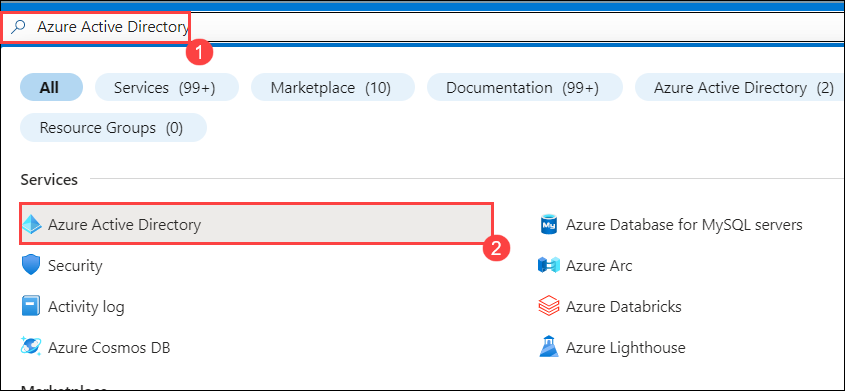 Azure Active Directory
1
All
Services (99+)
Marketplace (10)
Documentation (99+)
Azure Active Directory (2)
Resource Groups (0)
Services
Azure Active Directory
2
Azure Database for MySQL servers
Security
Azure Arc
Activity log
Azure Databricks
Azure Cosmos DB
Azure Lighthouse
Marketplace